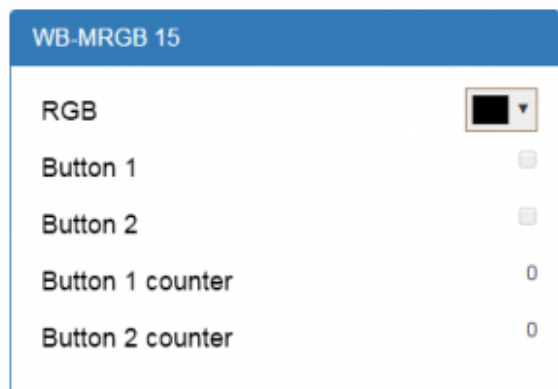 WB-MRGB 15
RGB
Button 1
Button 2
Button 1 counter 0
Button 2 counter 0